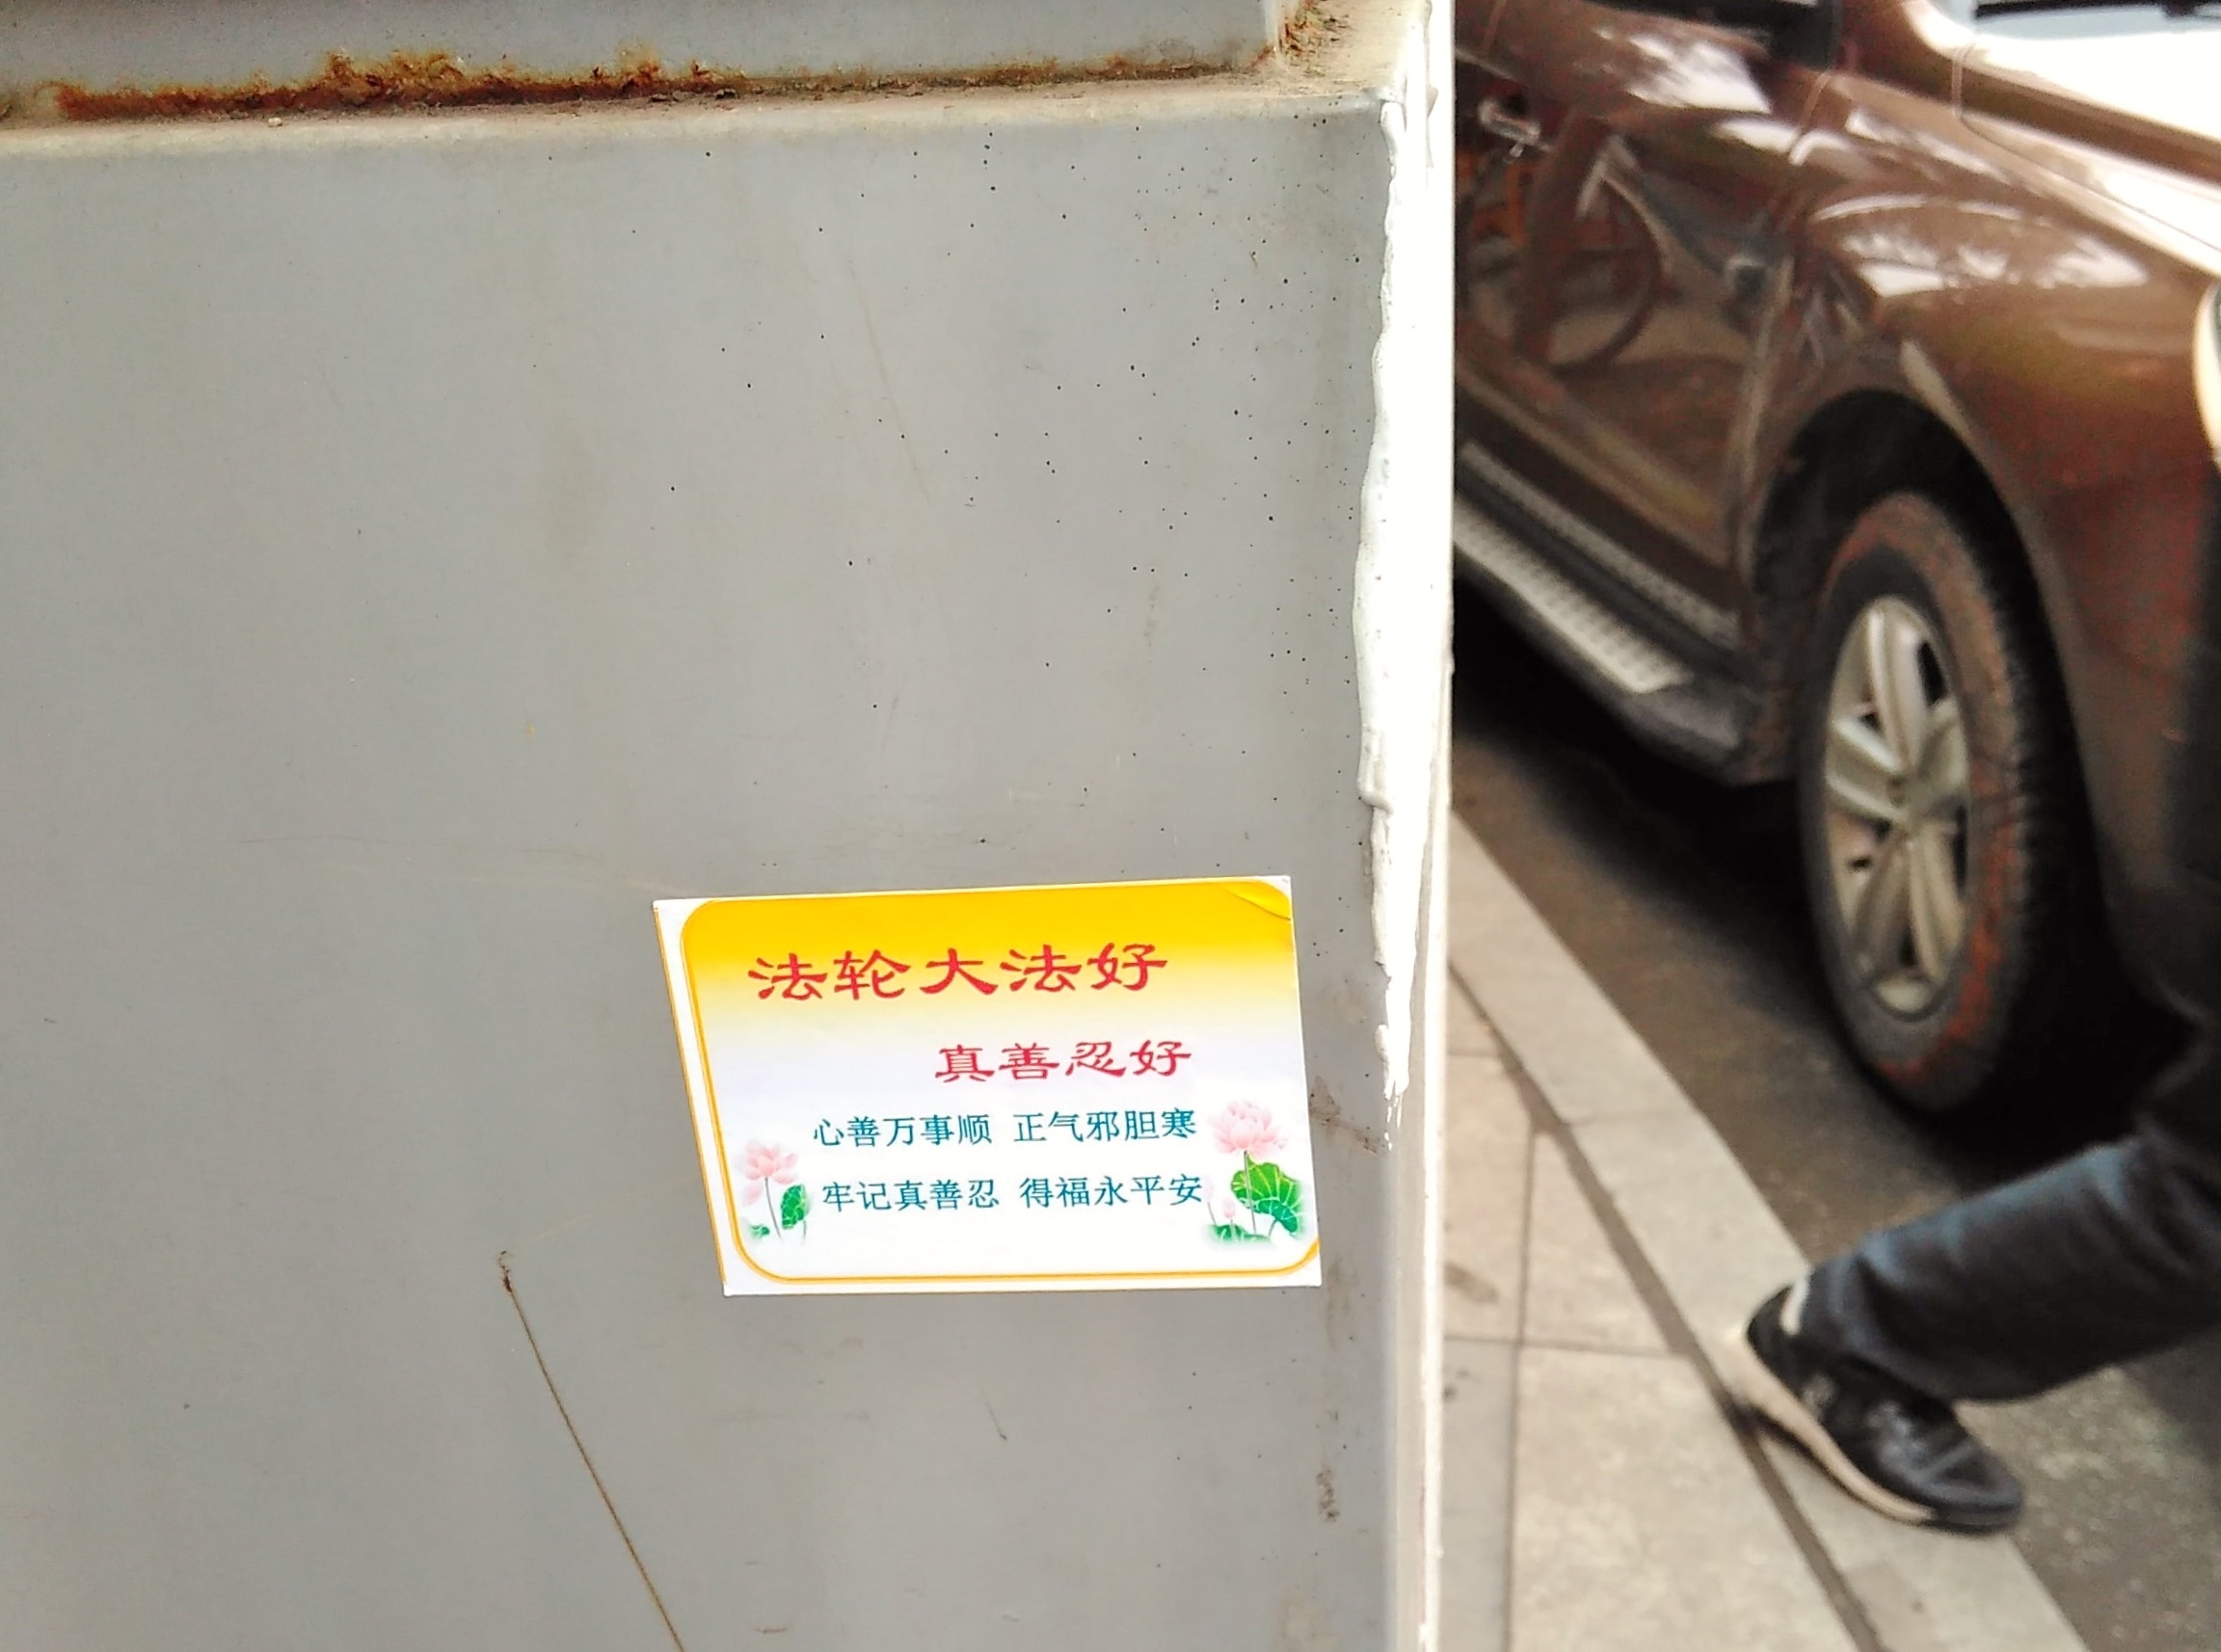 法轮大法好
真善忍好
心善万事顺 正气邪胆寒
牢记真善忍 得福永平安